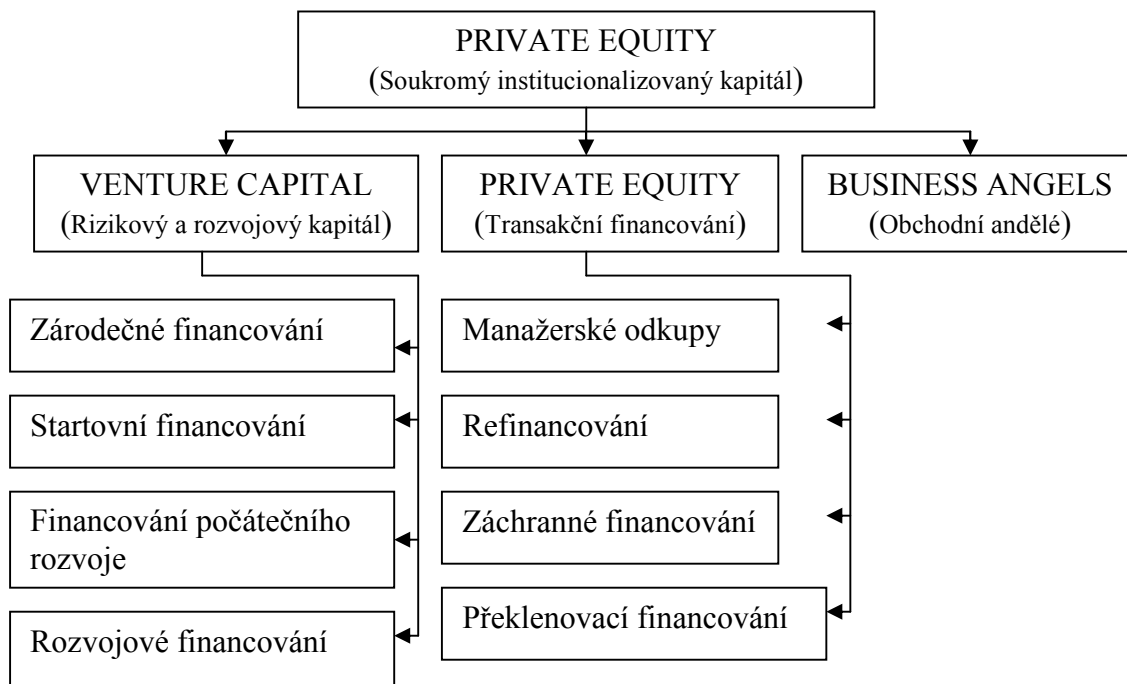 PRIVATE EQUITY
(Soukromý institucionalizovaný kapitál)
VENTURE CAPITAL
(Rizikový a rozvojový kapitál)
PRIVATE EQUITY
(Transakční financování)
BUSINESS ANGELS
(Obchodní andělé)
Zárodečné financování
Startovní financování
Financování počátečního
rozvoje
Rozvojové financování
Manažerské odkupy
Refinancování
Záchranné financování
Překlenovací financování